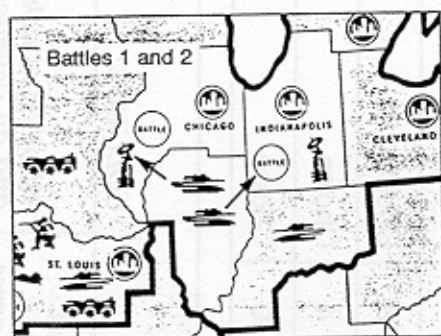 Battles 1 and 2
BATTLE
CHICAGO
INDIANAPOLIS
CLEVELAND
BATTLE
ST. LOUIS